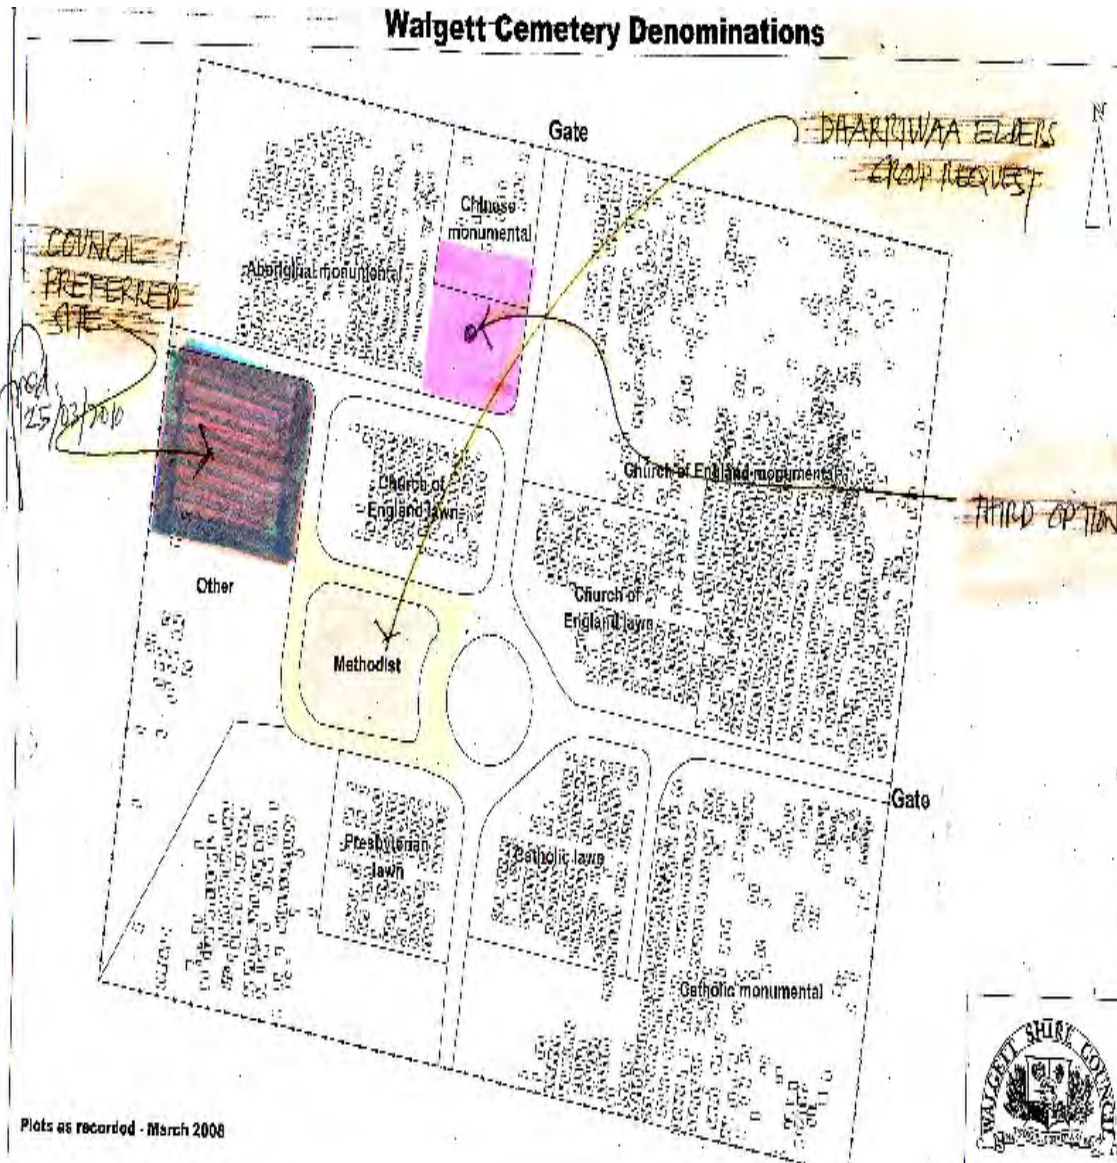 Walgett Cemetery Denominations
Gate
DHARRIWAA ELDERS
GROUP REQUEST
N
Chinese
monumental
COUNCIL
PREFERRED
SITE
Aboriginal monumental
25/03/2010
Church of
England lawn
Church of England monumental
THIRD OPTION
Other
Church of
England lawn
Methodist
Gate
Presbyterian
lawn
Catholic lawn
Catholic monumental
WALGETT SHIRE COUNCIL
Plots as recorded - March 2008